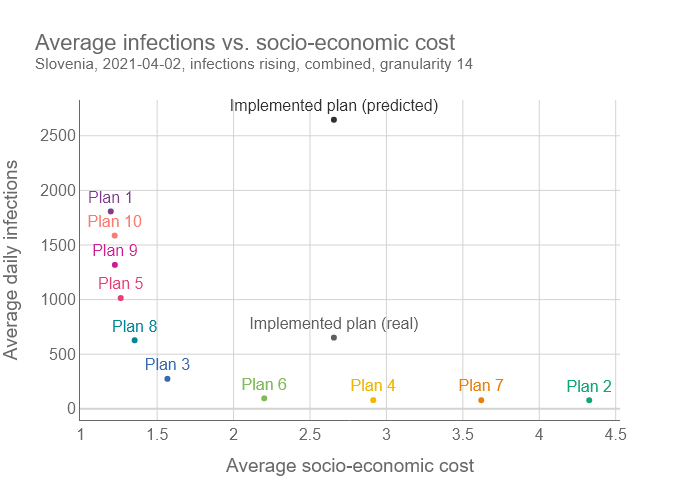 Average infections vs. socio-economic cost
Slovenia, 2021-04-02, infections rising, combined, granularity 14
Implemented plan (predicted)
2500
2000
Plan 1
Plan 10
1500
Plan 9
Plan 5
1000
Plan 8
Implemented plan (real)
500
Plan 3
Plan 6
Plan 4
Plan 7
Plan 2
0
1
1.5
2
2.5
3
3.5
4
4.5
Average daily infections
Average socio-economic cost